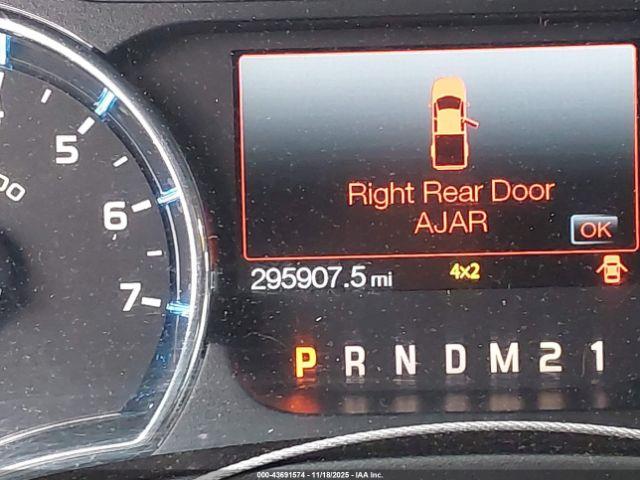 5
6
7
00
Right Rear Door
AJAR
OK
295907.5 mi 4x2
P R N D M 2 1
000-43691574 - 11/18/2025 - IAA Inc.